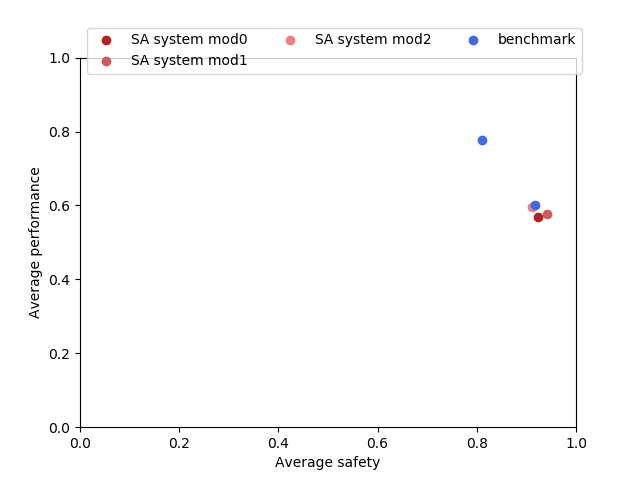 SA system mod0 SA system mod2 benchmark
SA system mod1
1.0
0.8
0.6
0.4
0.2
0.0
Average performance
0.0 0.2 0.4 0.6 0.8 1.0
Average safety